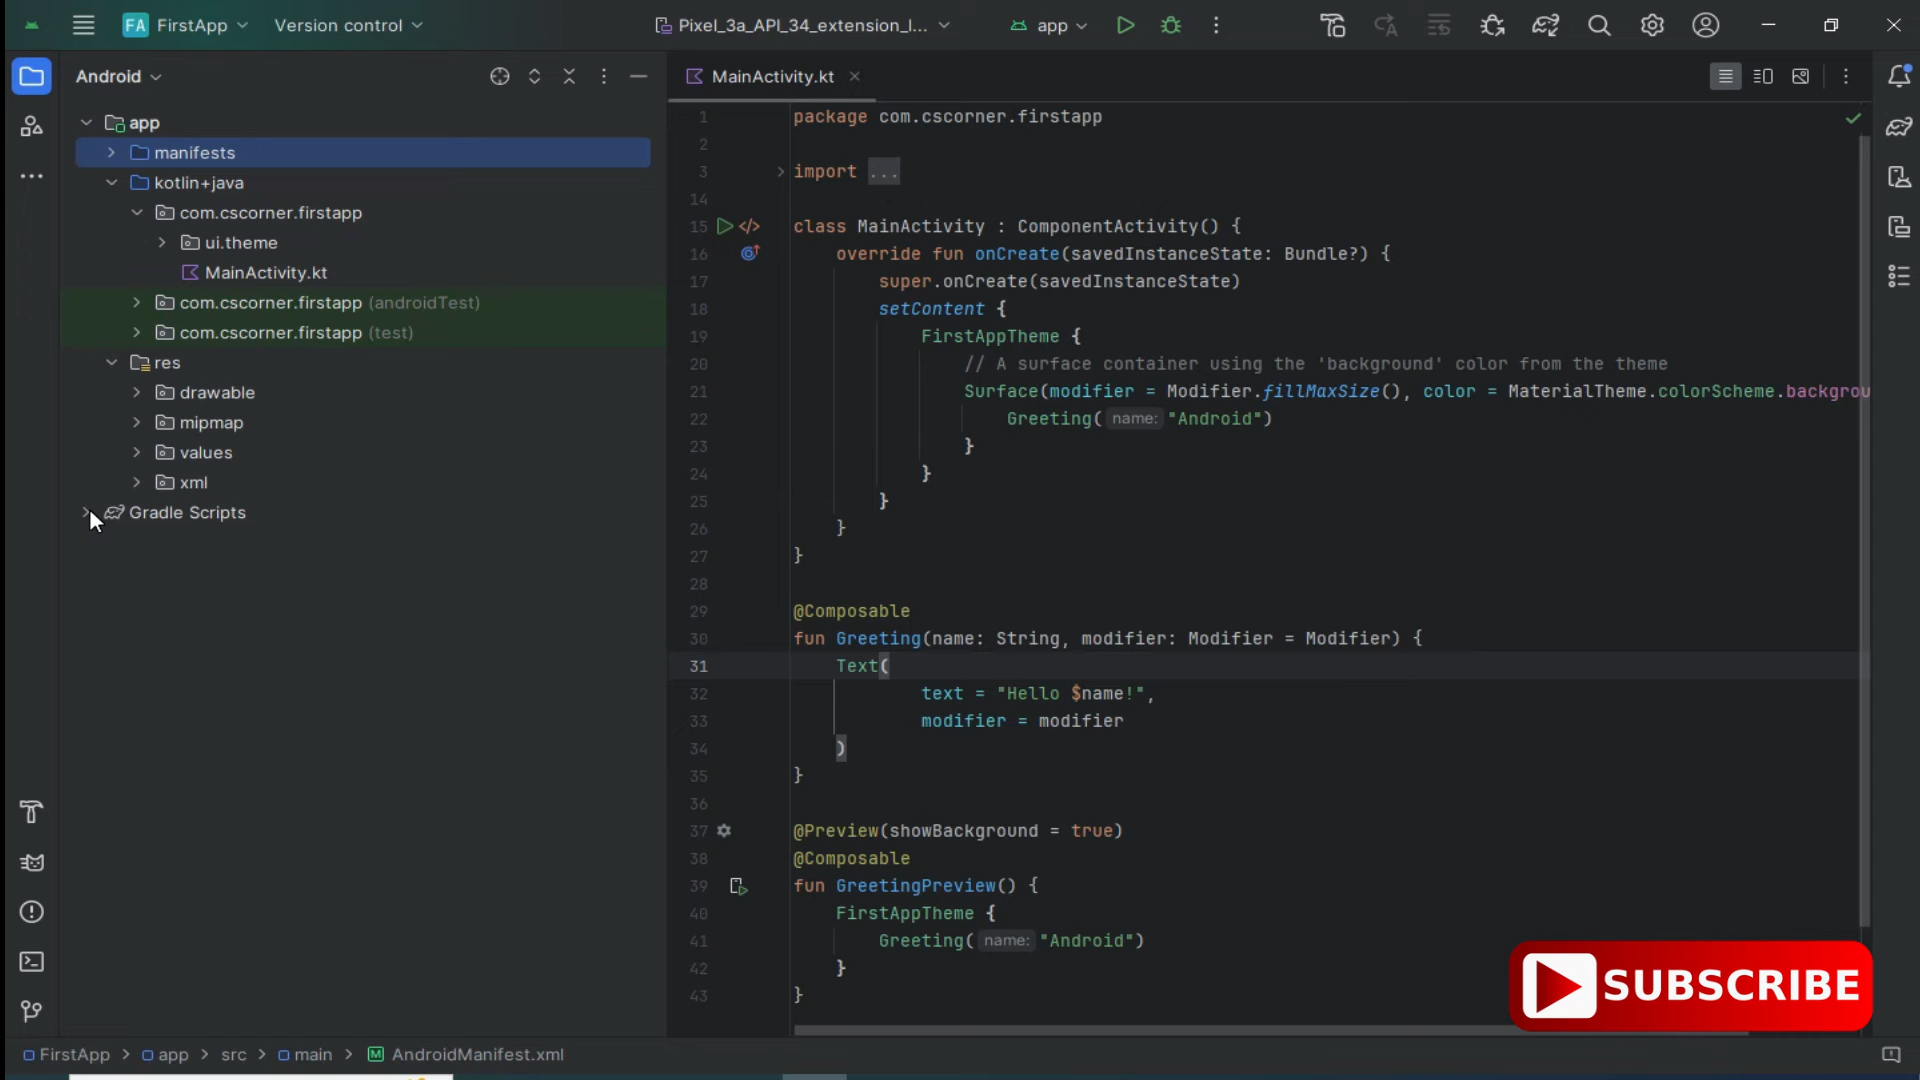 FA FirstApp Version control Pixel_3a_API_34_extension_l... app
Android
MainActivity.kt
app
manifests
kotlin+java
com.cscorner.firstapp
ui.theme
MainActivity.kt
com.cscorner.firstapp (androidTest)
com.cscorner.firstapp (test)
res
drawable
mipmap
values
xml
Gradle Scripts
1 package com.cscorner.firstapp
2
3 import ...
14
15 class MainActivity : ComponentActivity() {
16 override fun onCreate(savedInstanceState: Bundle?) {
17 super.onCreate(savedInstanceState)
18 setContent {
19 FirstAppTheme {
20 // A surface container using the 'background' color from the theme
21 Surface(modifier = Modifier.fillMaxSize(), color = MaterialTheme.colorScheme.backgrou
22 Greeting( name: "Android")
23 }
24 }
25 }
26 }
27 }
28
29 @Composable
30 fun Greeting(name: String, modifier: Modifier = Modifier) {
31 Text(
32 text = "Hello $name!",
33 modifier = modifier
34 )
35 }
36
37 @Preview(showBackground = true)
38 @Composable
39 fun GreetingPreview() {
40 FirstAppTheme {
41 Greeting( name: "Android")
42 }
43 }
SUBSCRIBE
FirstApp > app > src > main > M AndroidManifest.xml